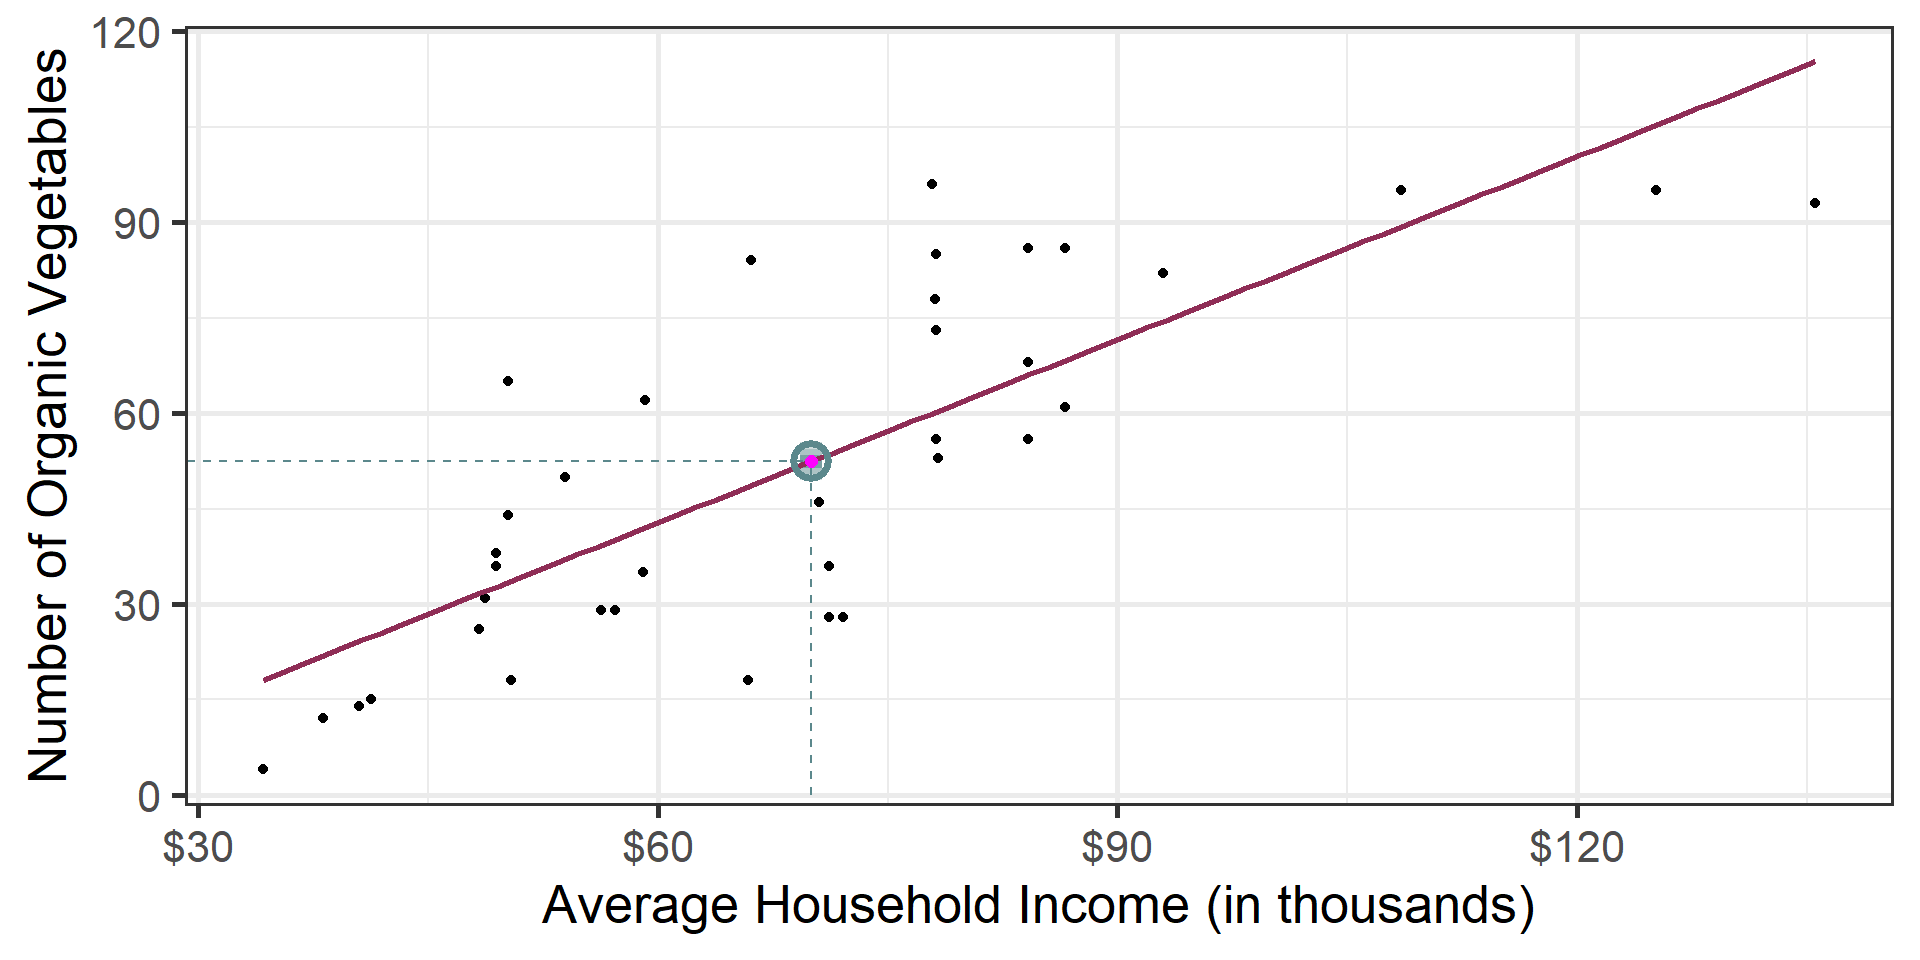 Number of Organic Vegetables
120
90
60
30
0
$30 $60 $90 $120
Average Household Income (in thousands)